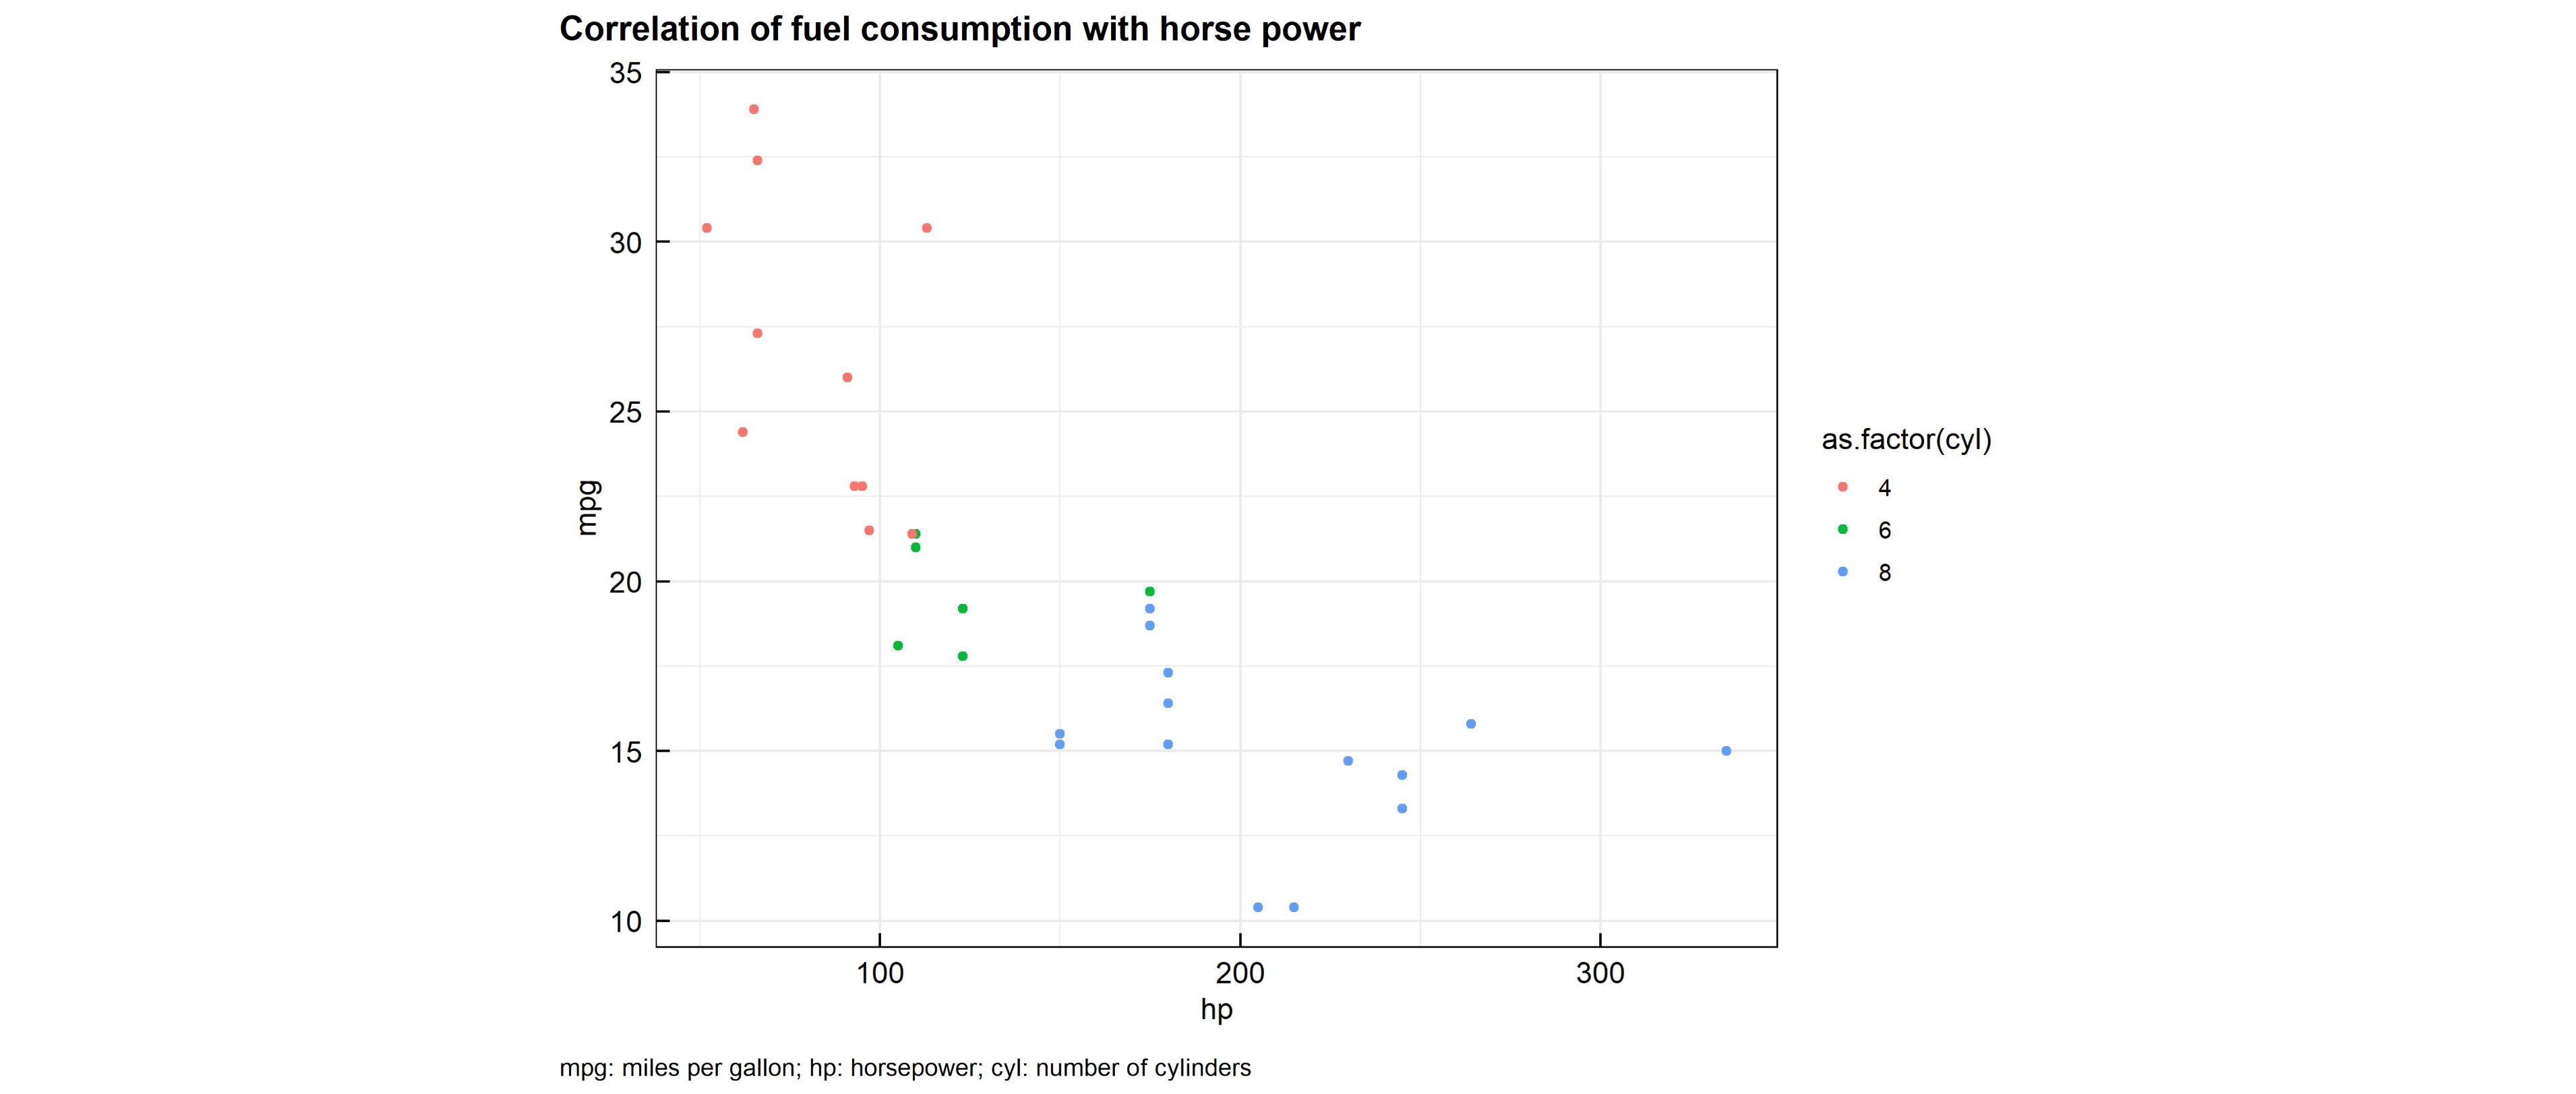 Correlation of fuel consumption with horse power
35
30
25
20
15
10
mpg
100
200
300
hp
as.factor(cyl)
4
6
8
mpg: miles per gallon; hp: horsepower; cyl: number of cylinders